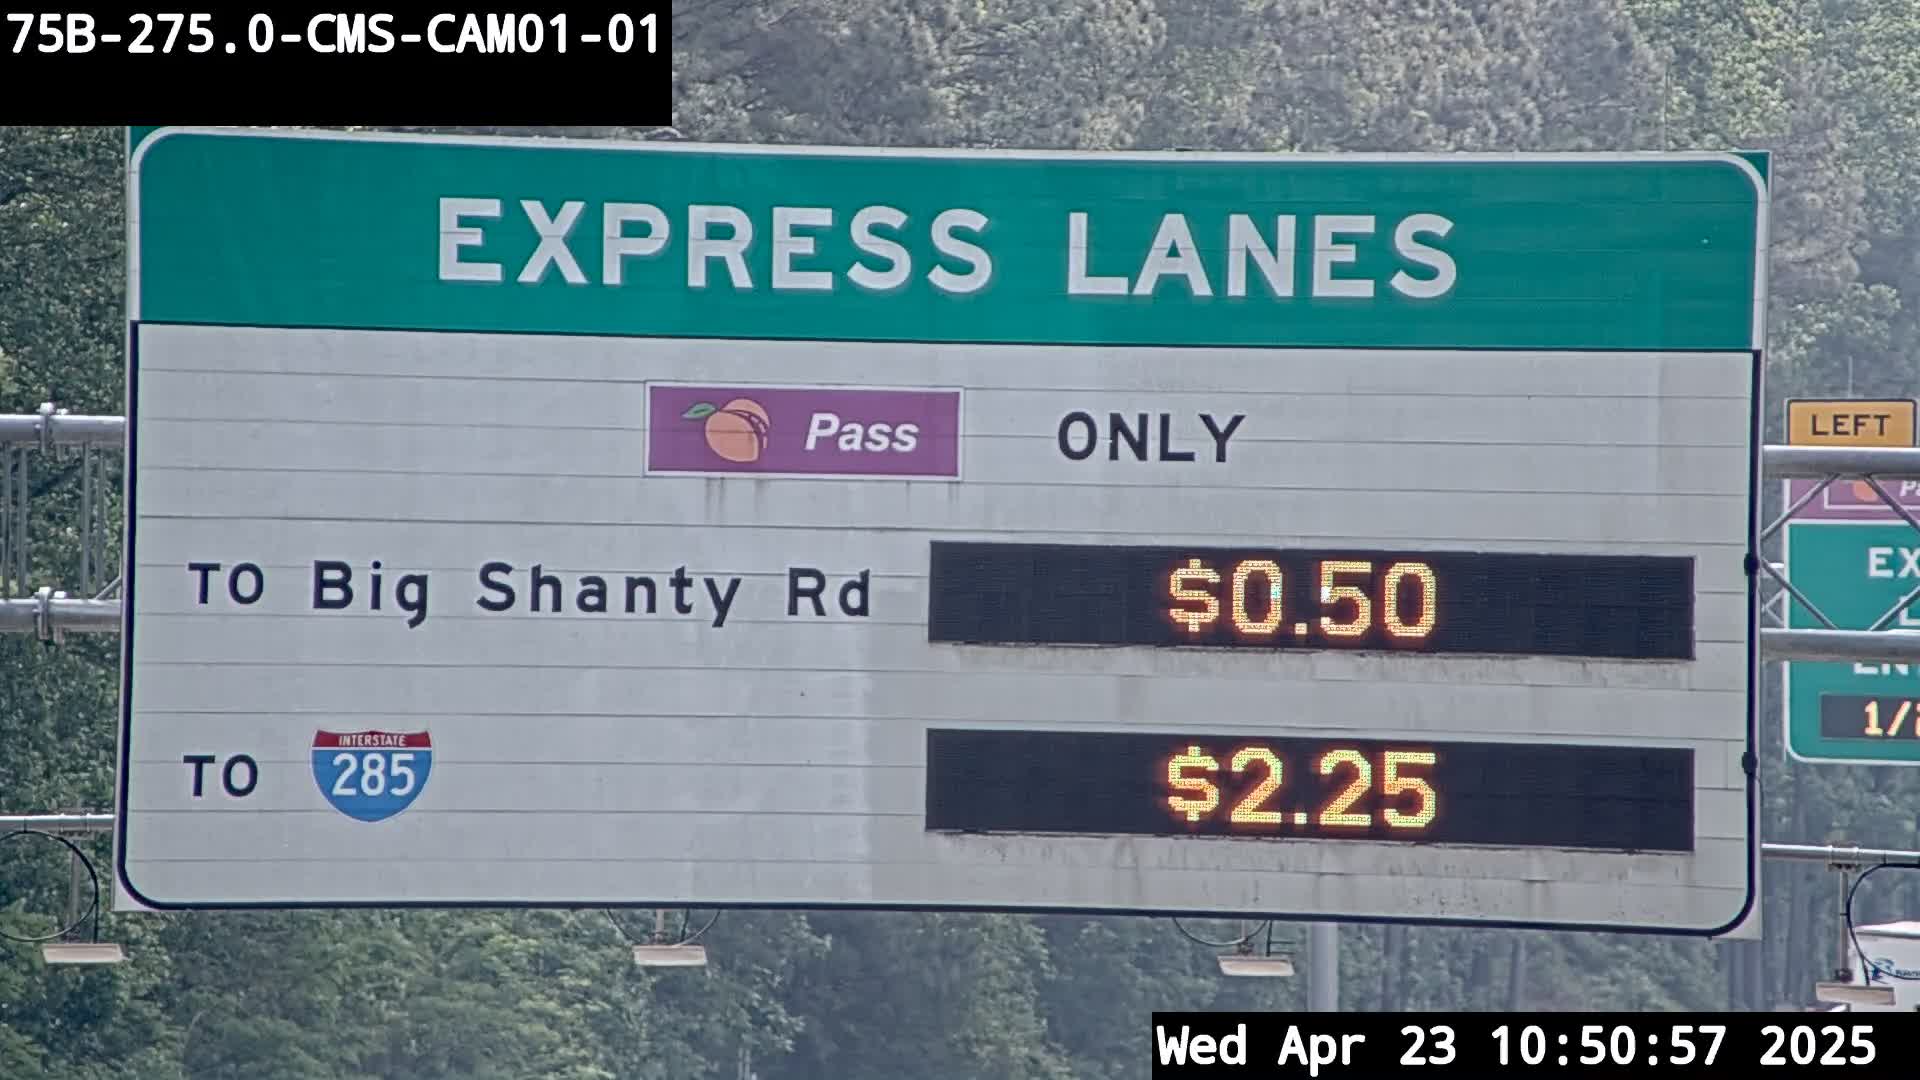 75B-275.0-CMS-CAM01-01
EXPRESS LANES
Pass ONLY
LEFT
TO Big Shanty Rd $0.50
TO INTERSTATE 285 $2.25
Wed Apr 23 10:50:57 2025